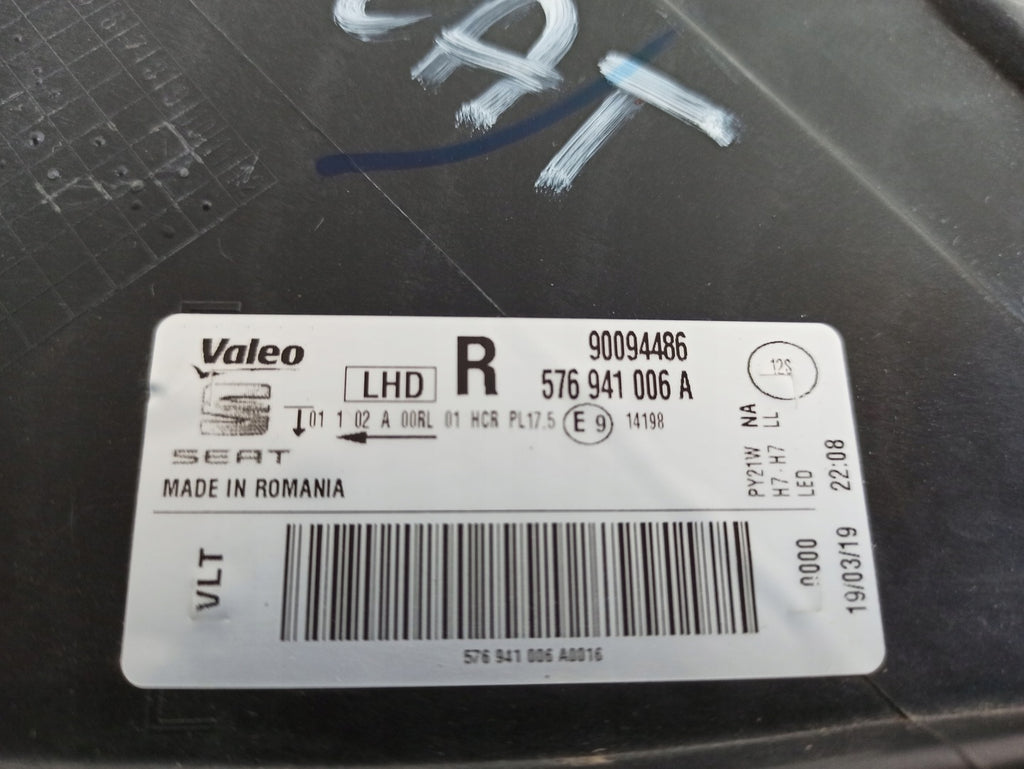 Valeo
LHD
R
90094486
576 941 006 A
12S
01 1 02 A 00RL 01 HCR PL17.5 E9 14198
SEAT
MADE IN ROMANIA
PY21W NA
H7-H7 LL
LED
22:08
VLT
0000
19/03/19
576 941 006 A0016